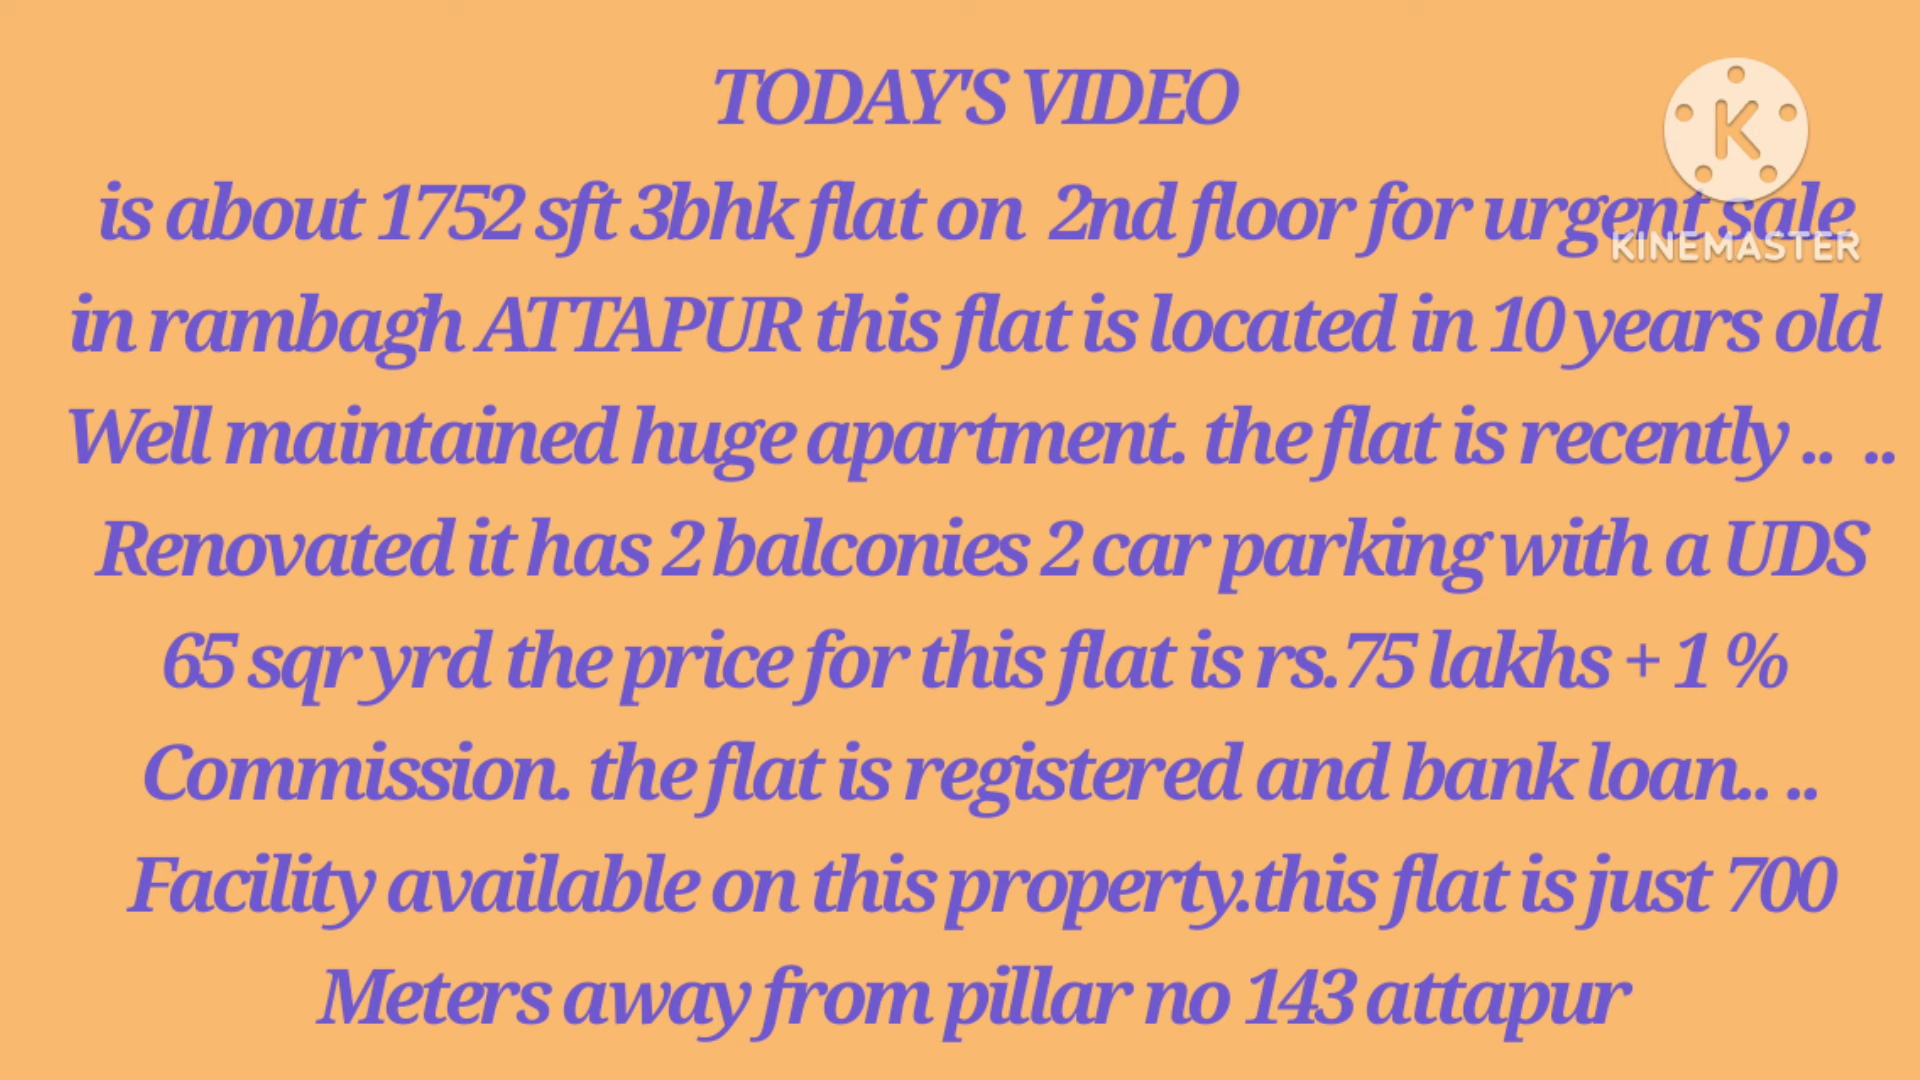 TODAY'S VIDEO
is about 1752 sft 3bhk flat on 2nd floor for urgent sale
in rambagh ATTAPUR this flat is located in 10 years old
Well maintained huge apartment. the flat is recently .. ..
Renovated it has 2 balconies 2 car parking with a UDS
65 sqr yrd the price for this flat is rs.75 lakhs + 1 %
Commission. the flat is registered and bank loan.. ..
Facility available on this property.this flat is just 700
Meters away from pillar no 143 attapur
K
KINEMASTER